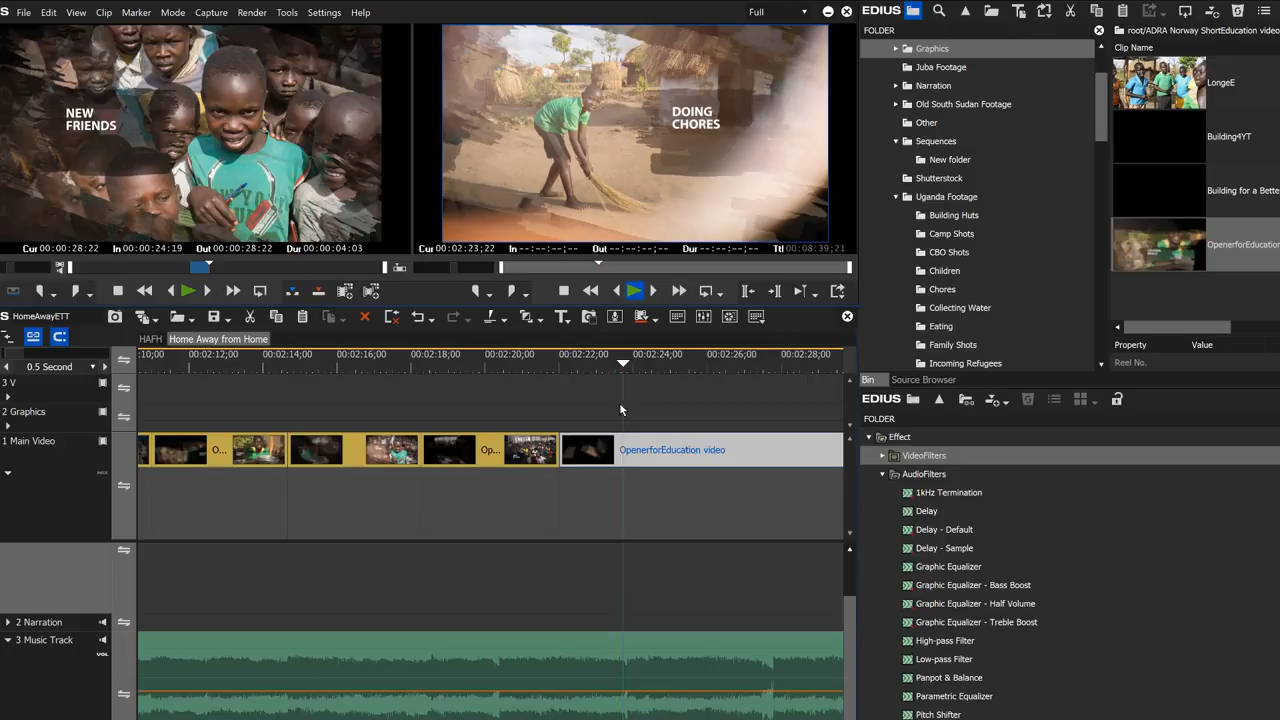 S File Edit View Clip Marker Mode Capture Render Tools Settings Help
Full
NEW
FRIENDS
DOING
CHORES
Cur 00:00:28:22 In 00:00:24:19 Out 00:00:28:22 Dur 00:00:04:03
Cur 00:02:23;22 In --:--:--;-- Out --:--:--;-- Dur --:--:--;-- Ttl 00:08:39;21
S HomeAwayETT
HAFH Home Away from Home
0.5 Second
:10;00 00:02:12;00 00:02:14;00 00:02:16;00 00:02:18;00 00:02:20;00 00:02:22;00 00:02:24;00 00:02:26;00 00:02:28;00
3 V
2 Graphics
1 Main Video
O... Op... OpenerforEducation video
2 Narration
3 Music Track
VOL
EDIUS
FOLDER
Graphics
Juba Footage
Narration
Old South Sudan Footage
Other
Sequences
New folder
Shutterstock
Uganda Footage
Building Huts
Camp Shots
CBO Shots
Children
Chores
Collecting Water
Eating
Family Shots
Incoming Refugees
root/ADRA Norway ShortEducation video
Clip Name
LongE
Building4YT
Building for a Bette
OpenerforEducation
Property Value
Reel No.
Bin Source Browser
EDIUS
FOLDER
Effect
VideoFilters
AudioFilters
1kHz Termination
Delay
Delay - Default
Delay - Sample
Graphic Equalizer
Graphic Equalizer - Bass Boost
Graphic Equalizer - Half Volume
Graphic Equalizer - Treble Boost
High-pass Filter
Low-pass Filter
Panpot & Balance
Parametric Equalizer
Pitch Shifter